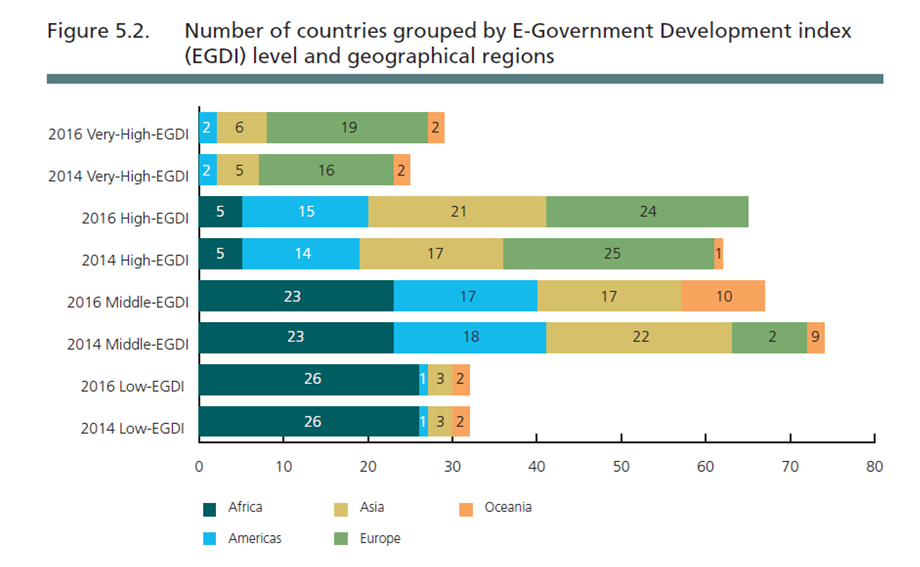 Figure 5.2. Number of countries grouped by E-Government Development index
(EGDI) level and geographical regions
2016 Very-High-EGDI 2 6 19 2
2014 Very-High-EGDI 2 5 16 2
2016 High-EGDI 5 15 21 24
2014 High-EGDI 5 14 17 25 1
2016 Middle-EGDI 23 17 17 10
2014 Middle-EGDI 23 18 22 2 9
2016 Low-EGDI 26 1 3 2
2014 Low-EGDI 26 1 3 2
0 10 20 30 40 50 60 70 80
Africa Asia Oceania
Americas Europe